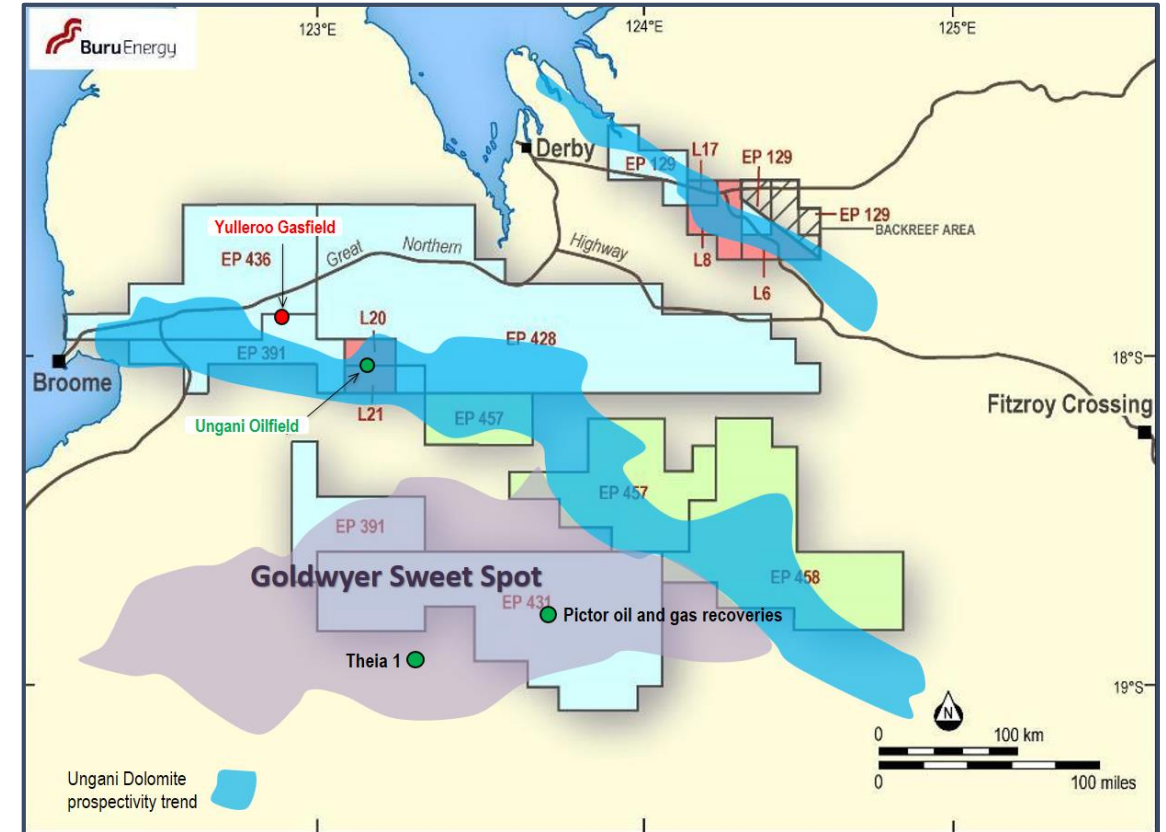 BuruEnergy
123°E
124°E
125°E
Derby
EP 129
L17
EP 129
EP 129
BACKREEF AREA
L8
L6
Yulleroo Gasfield
EP 436
Great Northern Highway
L20
EP 391
EP 428
18°S
Broome
L21
Ungani Oilfield
EP 457
Fitzroy Crossing
EP 457
EP 391
Goldwyer Sweet Spot
EP 458
EP 431
Pictor oil and gas recoveries
Theia 1
19°S
N
0 100 km
0 100 miles
Ungani Dolomite
prospectivity trend